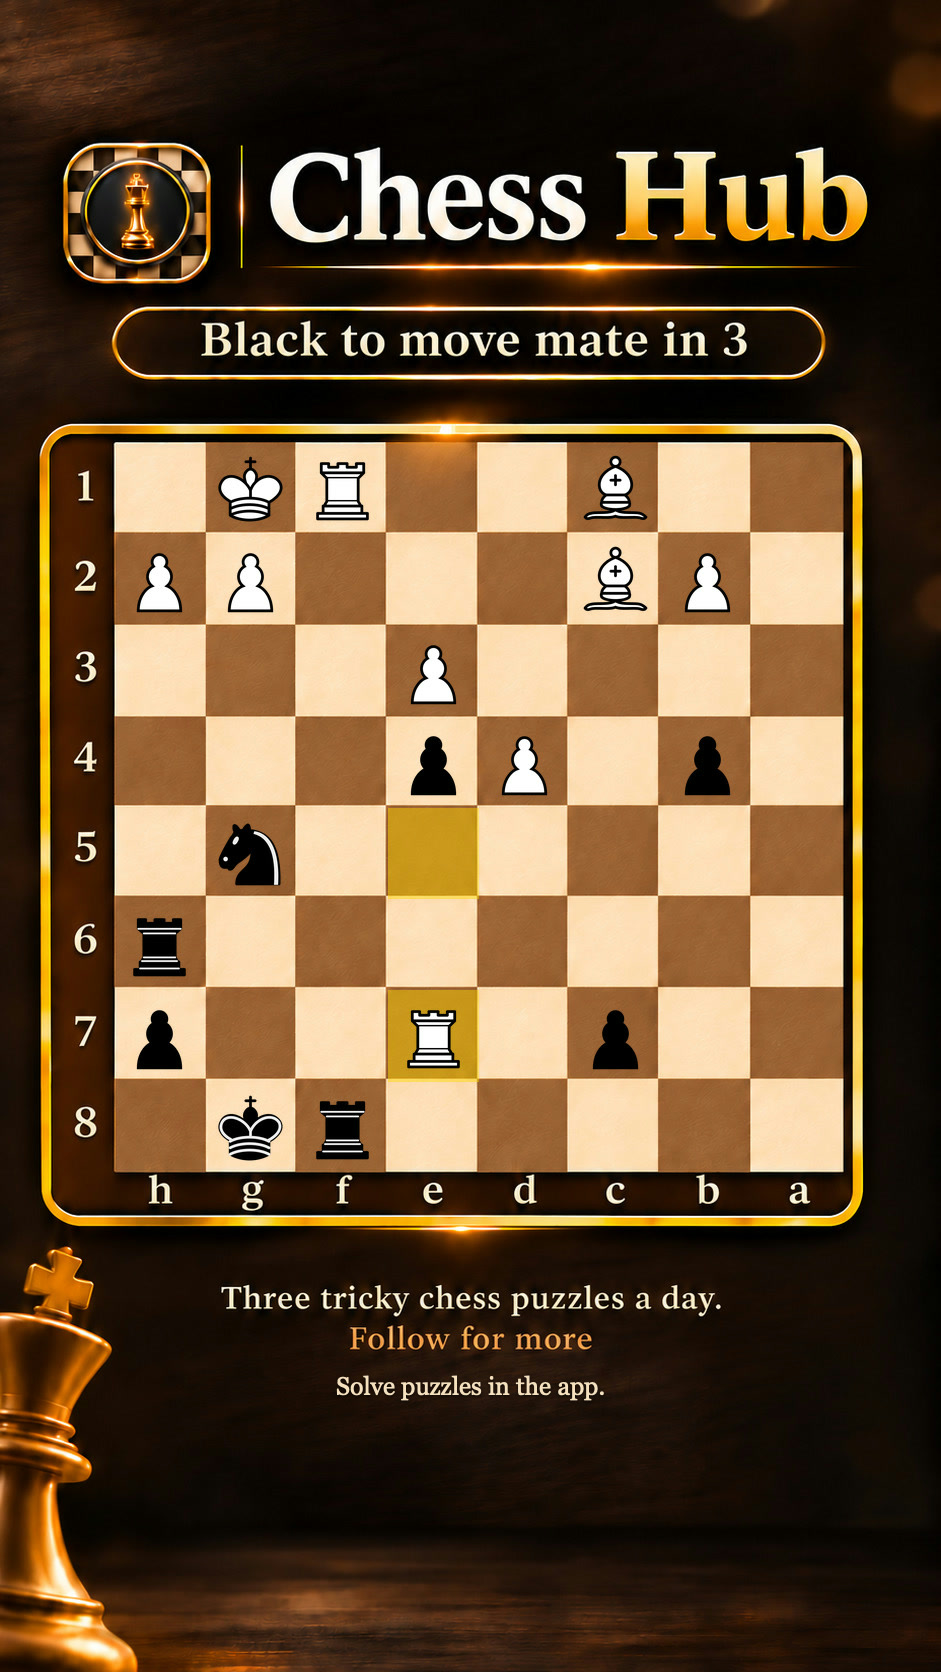 Chess Hub
Black to move mate in 3
1
2
3
4
5
6
7
8
h g f e d c b a
Three tricky chess puzzles a day.
Follow for more
Solve puzzles in the app.